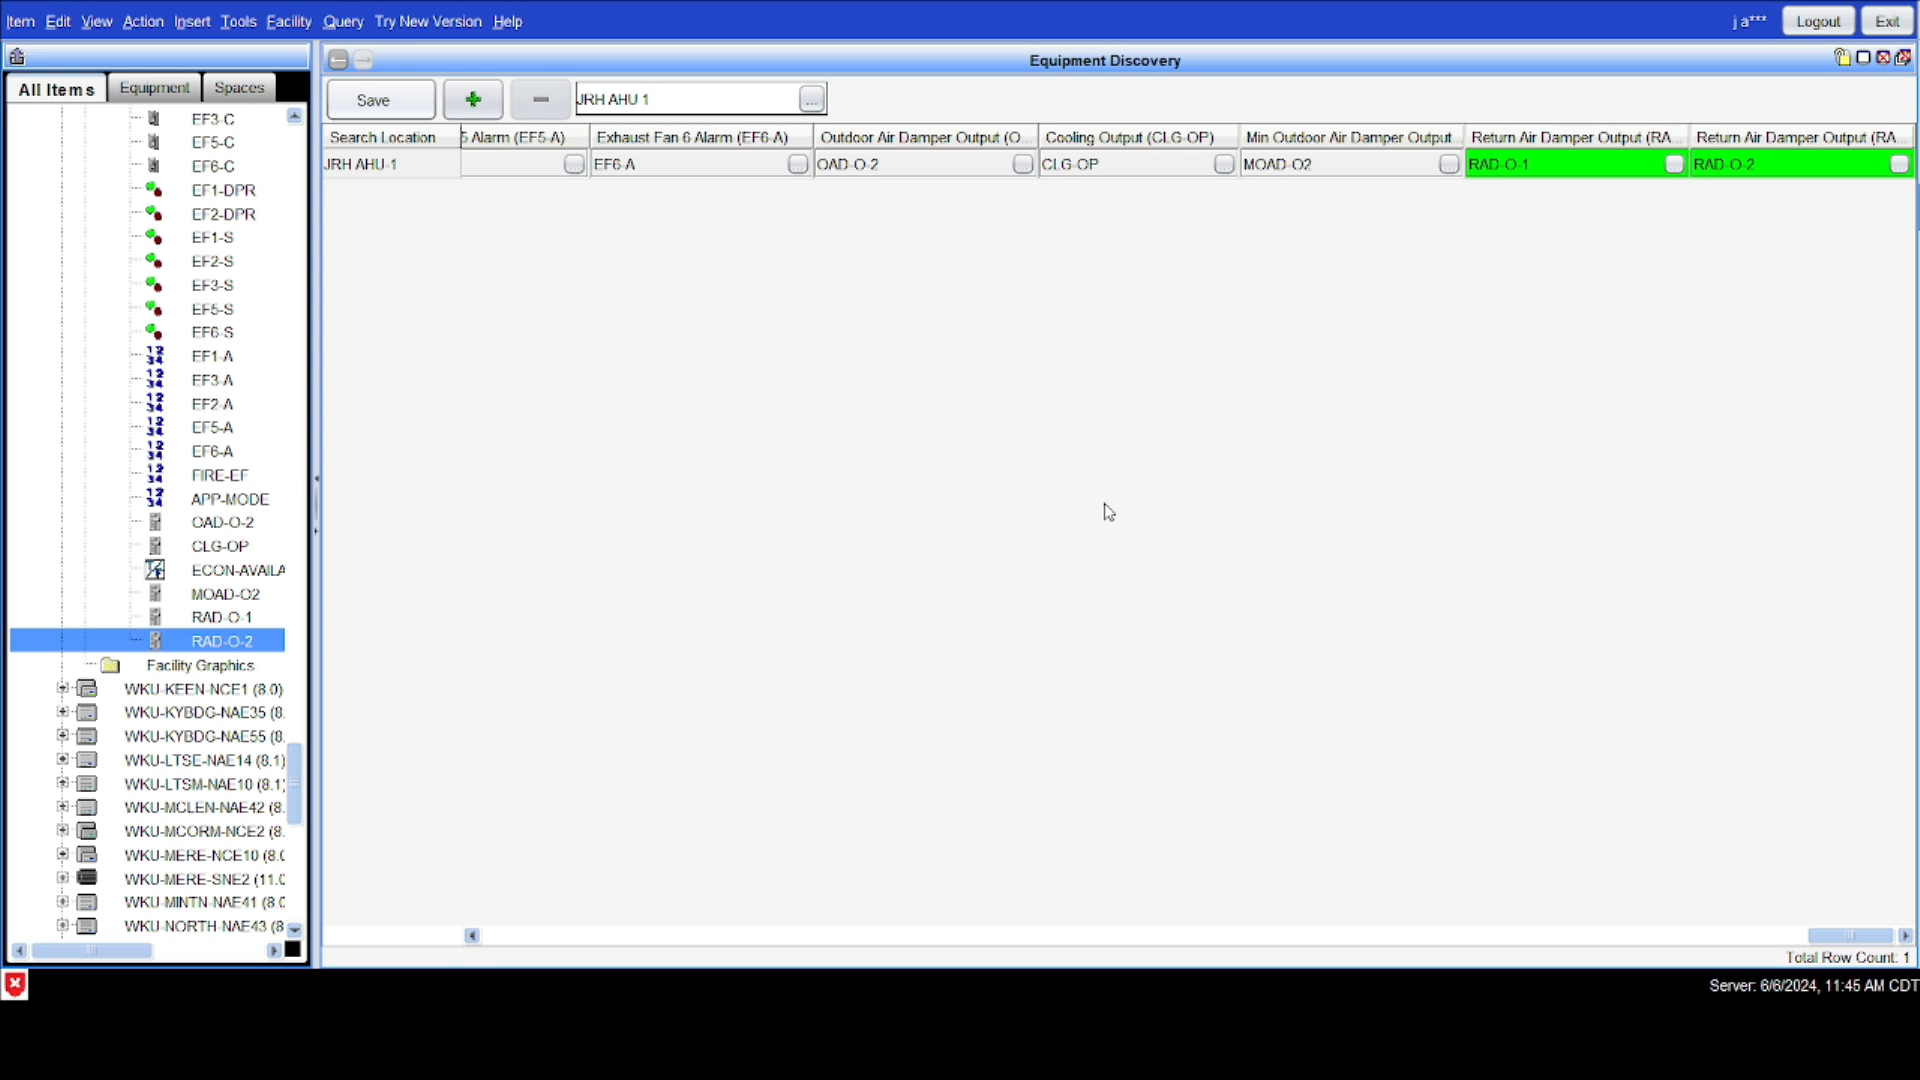 Item Edit View Action Insert Tools Facility Query Try New Version Help
j a***
Logout
Exit
Equipment Discovery
All Items
Equipment
Spaces
Save
JRH AHU 1
...
Search Location
5 Alarm (EF5-A)
Exhaust Fan 6 Alarm (EF6-A)
Outdoor Air Damper Output (O...
Cooling Output (CLG-OP)
Min Outdoor Air Damper Output...
Return Air Damper Output (RA...
Return Air Damper Output (RA...
JRH AHU-1
EF6-A
OAD-O-2
CLG-OP
MOAD-O2
RAD-O-1
RAD-O-2
EF3-C
EF5-C
EF6-C
EF1-DPR
EF2-DPR
EF1-S
EF2-S
EF3-S
EF5-S
EF6-S
EF1-A
EF3-A
EF2-A
EF5-A
EF6-A
FIRE-EF
APP-MODE
OAD-O-2
CLG-OP
ECON-AVAILA
MOAD-O2
RAD-O-1
RAD-O-2
Facility Graphics
WKU-KEEN-NCE1 (8.0)
WKU-KYBDG-NAE35 (8.
WKU-KYBDG-NAE55 (8.
WKU-LTSE-NAE14 (8.1)
WKU-LTSM-NAE10 (8.1)
WKU-MCLEN-NAE42 (8.
WKU-MCORM-NCE2 (8.
WKU-MERE-NCE10 (8.0
WKU-MERE-SNE2 (11.0
WKU-MINTN-NAE41 (8.0
WKU-NORTH-NAE43 (8
Total Row Count: 1
Server: 6/6/2024, 11:45 AM CDT